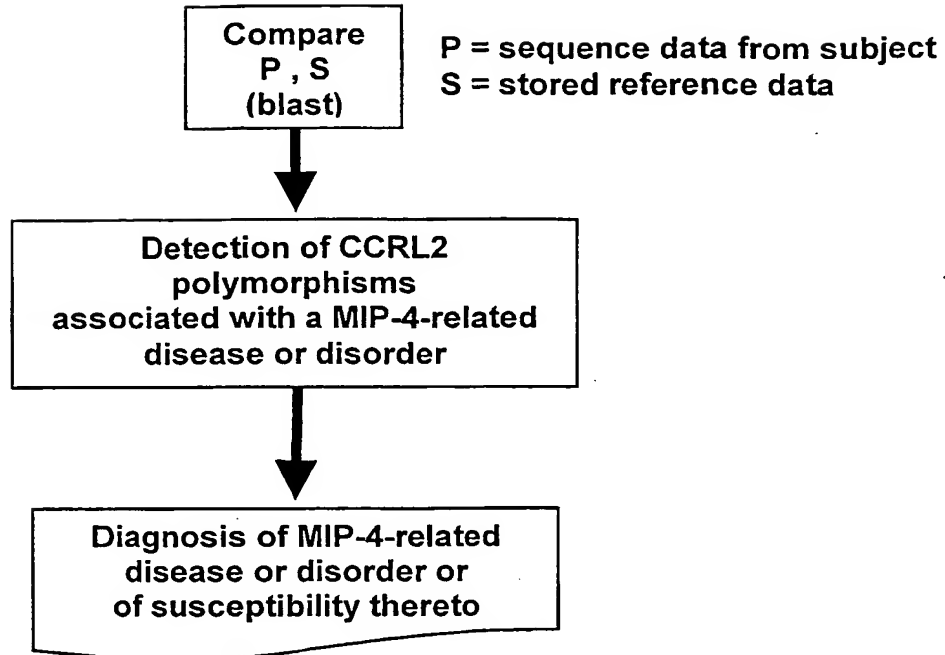 Compare
P , S
(blast)
P = sequence data from subject
S = stored reference data
Detection of CCRL2
polymorphisms
associated with a MIP-4-related
disease or disorder
Diagnosis of MIP-4-related
disease or disorder or
of susceptibility thereto